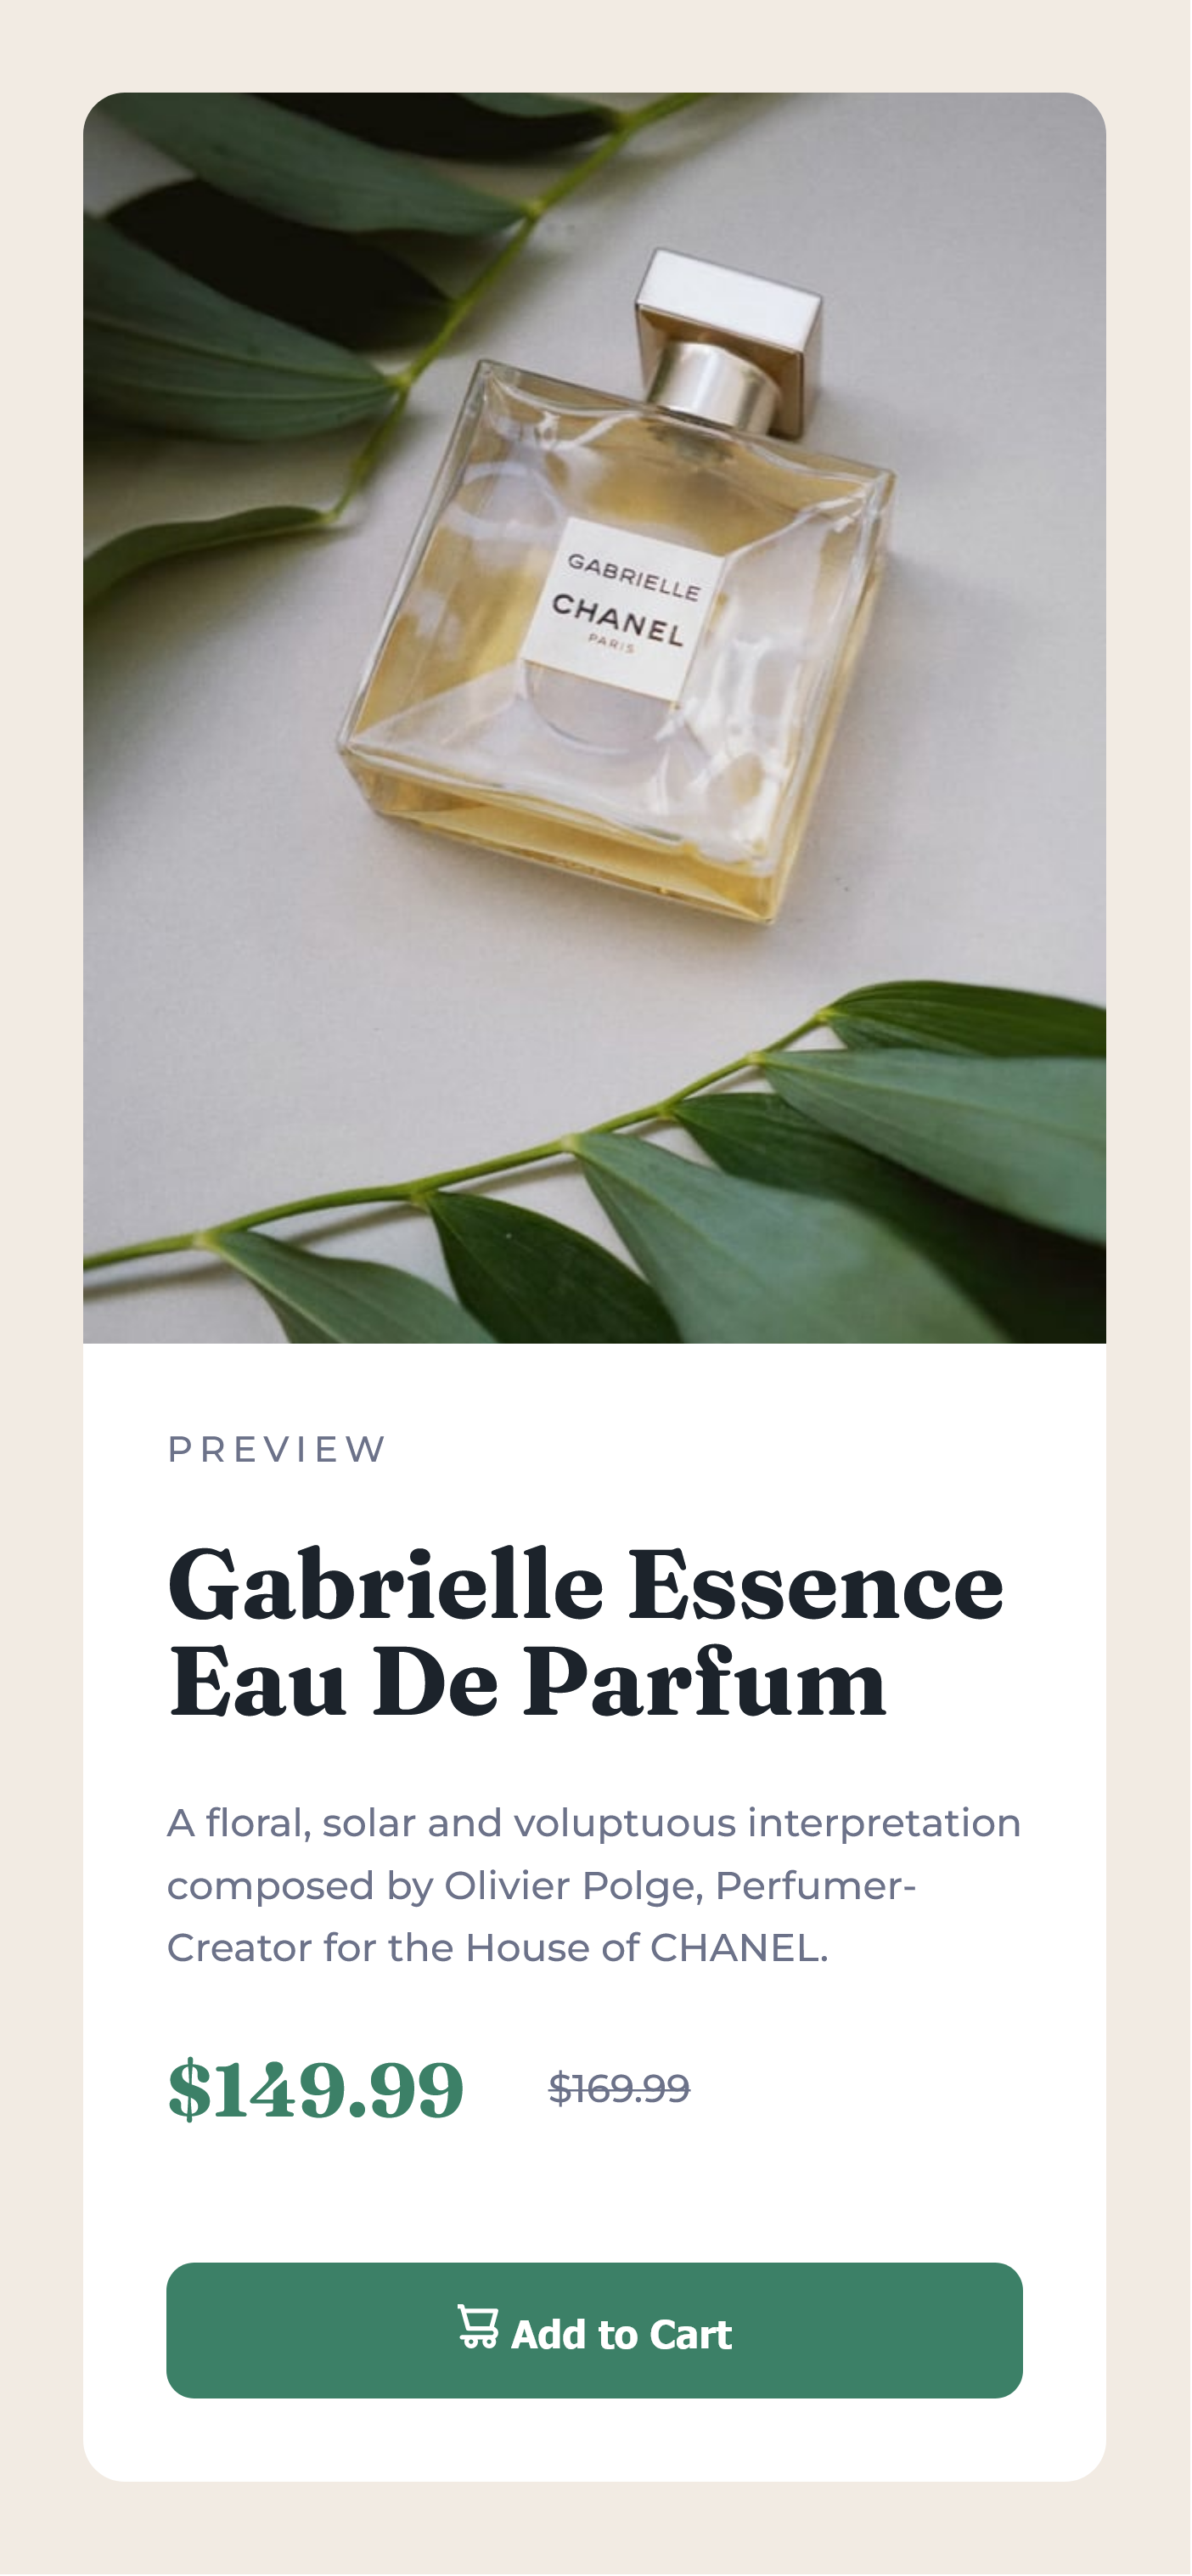 GABRIELLE
CHANEL
PARIS
PREVIEW
Gabrielle Essence
Eau De Parfum
A floral, solar and voluptuous interpretation
composed by Olivier Polge, Perfumer-
Creator for the House of CHANEL.
$149.99 $169.99
Add to Cart